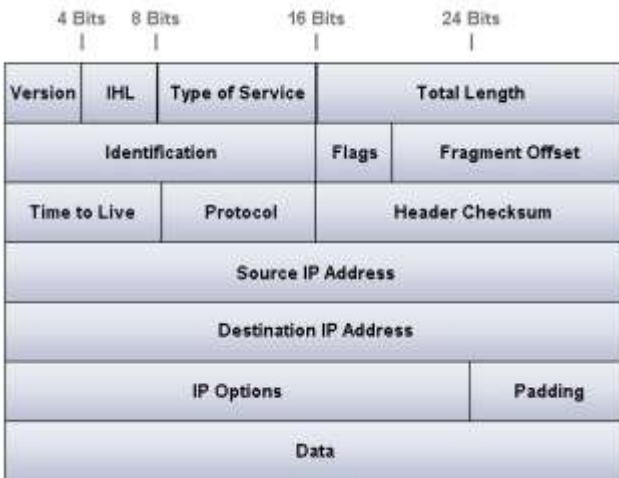 4 Bits 8 Bits 16 Bits 24 Bits
Version IHL Type of Service Total Length
Identification Flags Fragment Offset
Time to Live Protocol Header Checksum
Source IP Address
Destination IP Address
IP Options Padding
Data